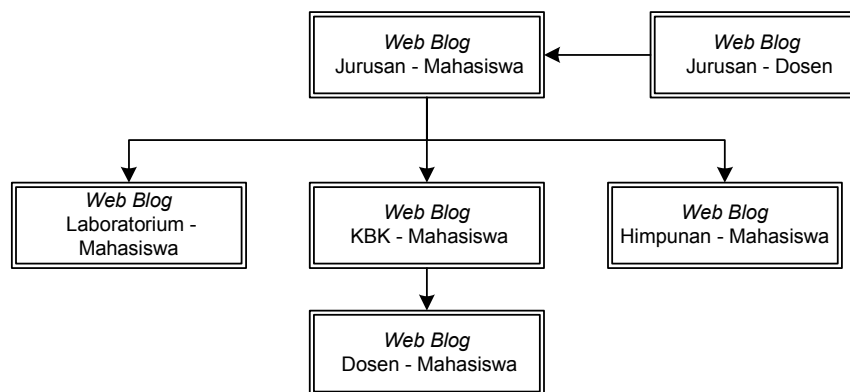 Web Blog
Jurusan - Mahasiswa
Web Blog
Jurusan - Dosen
Web Blog
Laboratorium -
Mahasiswa
Web Blog
KBK - Mahasiswa
Web Blog
Himpunan - Mahasiswa
Web Blog
Dosen - Mahasiswa